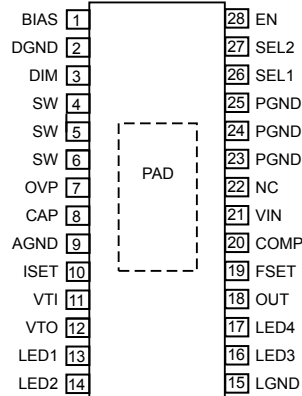 BIAS 1 28 EN
DGND 2 27 SEL2
DIM 3 26 SEL1
SW 4 25 PGND
SW 5 24 PGND
SW 6 23 PGND
PAD
OVP 7 22 NC
CAP 8 21 VIN
AGND 9 20 COMP
ISET 10 19 FSET
VTI 11 18 OUT
VTO 12 17 LED4
LED1 13 16 LED3
LED2 14 15 LGND